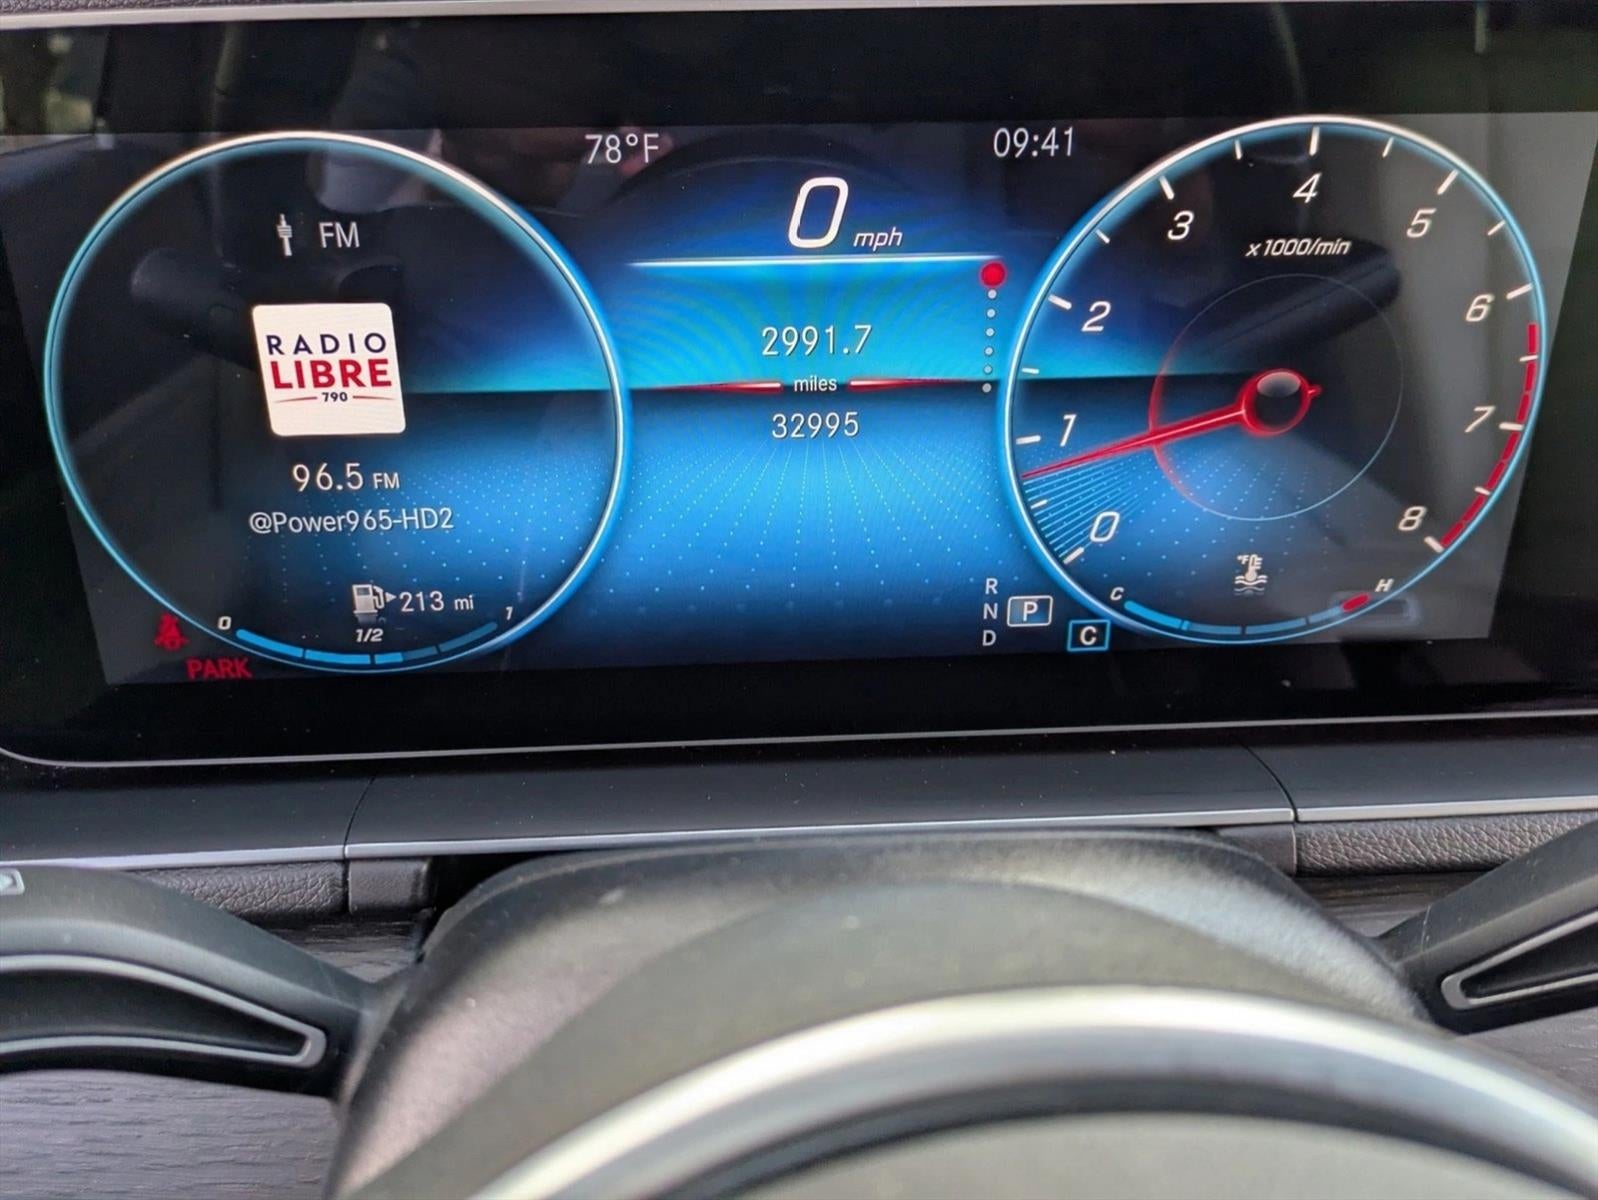 78°F
09:41
FM
RADIO
LIBRE
790
96.5 FM
@Power965-HD2
213 mi
0 1/2 1
PARK
0 mph
2991.7
miles
32995
R
N
D
P
C
x1000/min
0 1 2 3 4 5 6 7 8
°F
C H